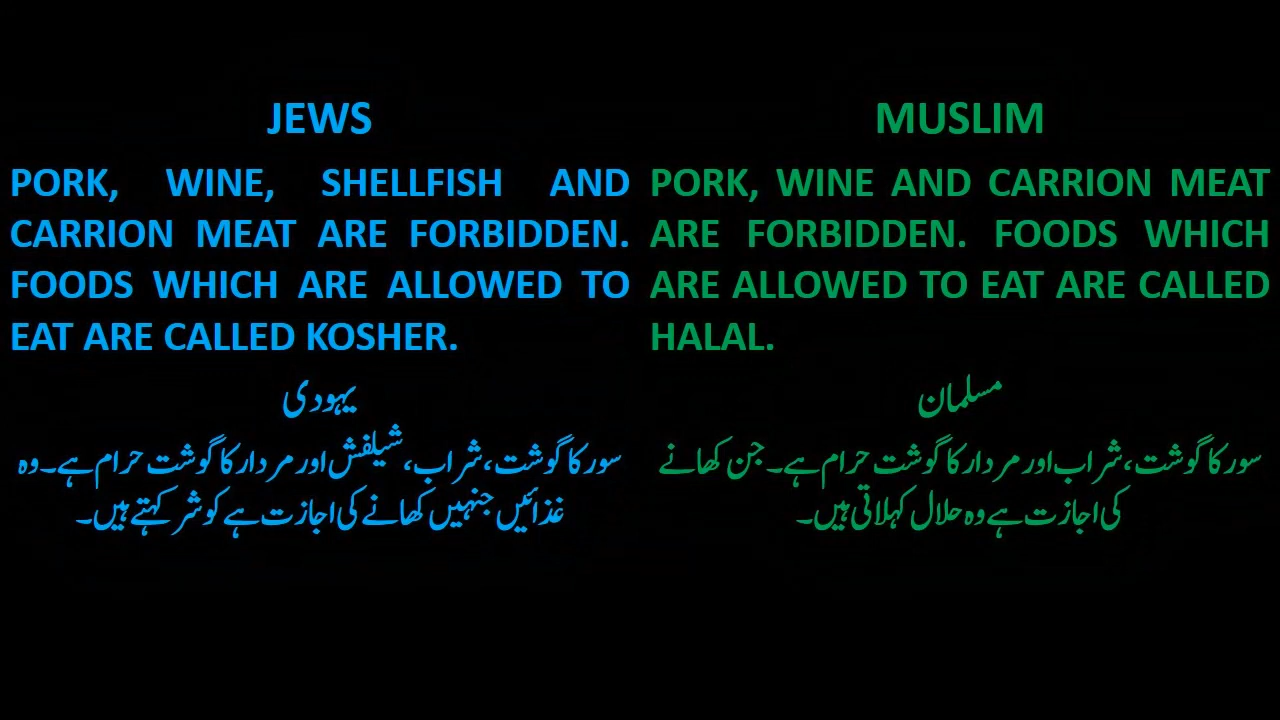 JEWS
PORK, WINE, SHELLFISH AND
CARRION MEAT ARE FORBIDDEN.
FOODS WHICH ARE ALLOWED TO
EAT ARE CALLED KOSHER.
یہودی
سور کا گوشت، شراب، شیلفش اور مردار کا گوشت حرام ہے۔ وہ
غذائیں جنہیں کھانے کی اجازت ہے کوشر کہتے ہیں۔
MUSLIM
PORK, WINE AND CARRION MEAT
ARE FORBIDDEN. FOODS WHICH
ARE ALLOWED TO EAT ARE CALLED
HALAL.
مسلمان
سور کا گوشت، شراب اور مردار کا گوشت حرام ہے۔ جن کھانے
کی اجازت ہے وہ حلال کہلاتی ہیں۔